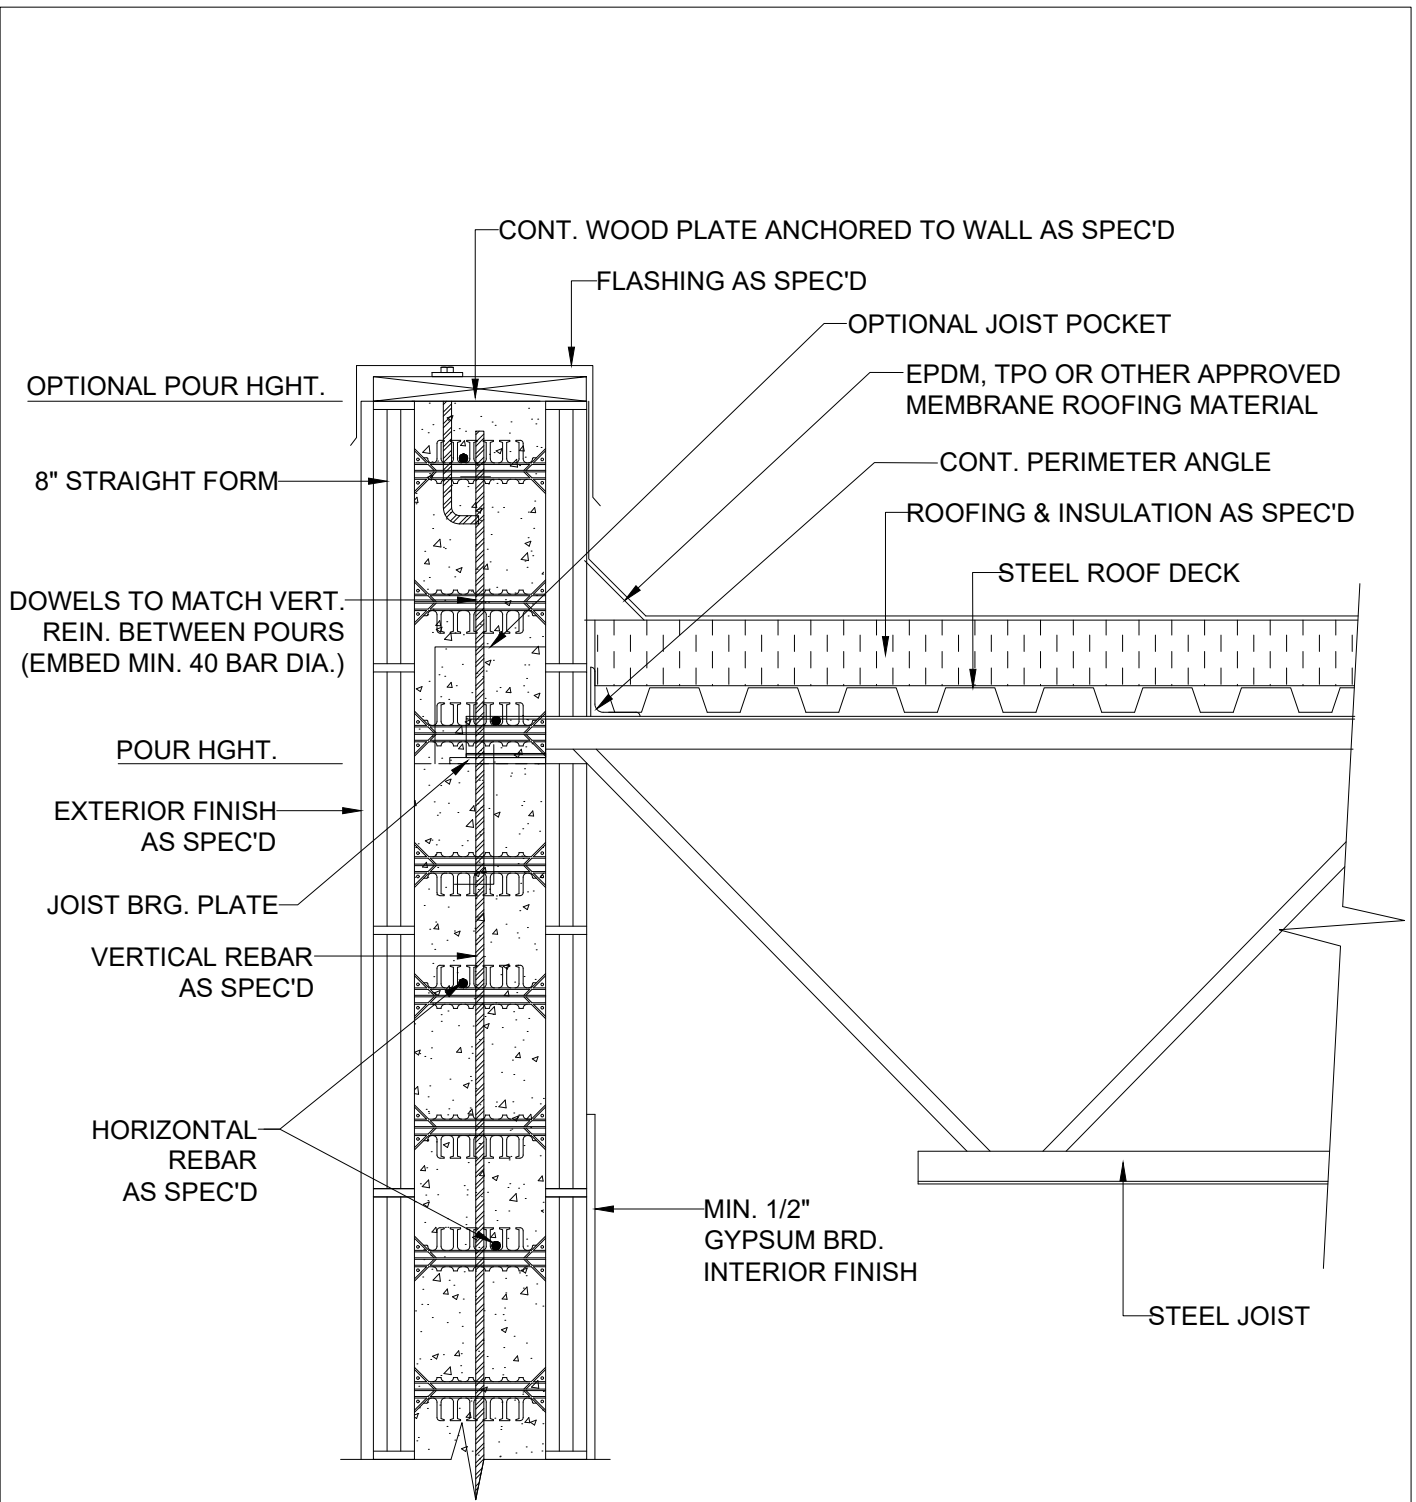 CONT. WOOD PLATE ANCHORED TO WALL AS SPEC'D
FLASHING AS SPEC'D
OPTIONAL JOIST POCKET
OPTIONAL POUR HGHT.
EPDM, TPO OR OTHER APPROVED
MEMBRANE ROOFING MATERIAL
8" STRAIGHT FORM
CONT. PERIMETER ANGLE
ROOFING & INSULATION AS SPEC'D
STEEL ROOF DECK
DOWELS TO MATCH VERT.
REIN. BETWEEN POURS
(EMBED MIN. 40 BAR DIA.)
POUR HGHT.
EXTERIOR FINISH
AS SPEC'D
JOIST BRG. PLATE
VERTICAL REBAR
AS SPEC'D
HORIZONTAL
REBAR
AS SPEC'D
MIN. 1/2"
GYPSUM BRD.
INTERIOR FINISH
STEEL JOIST